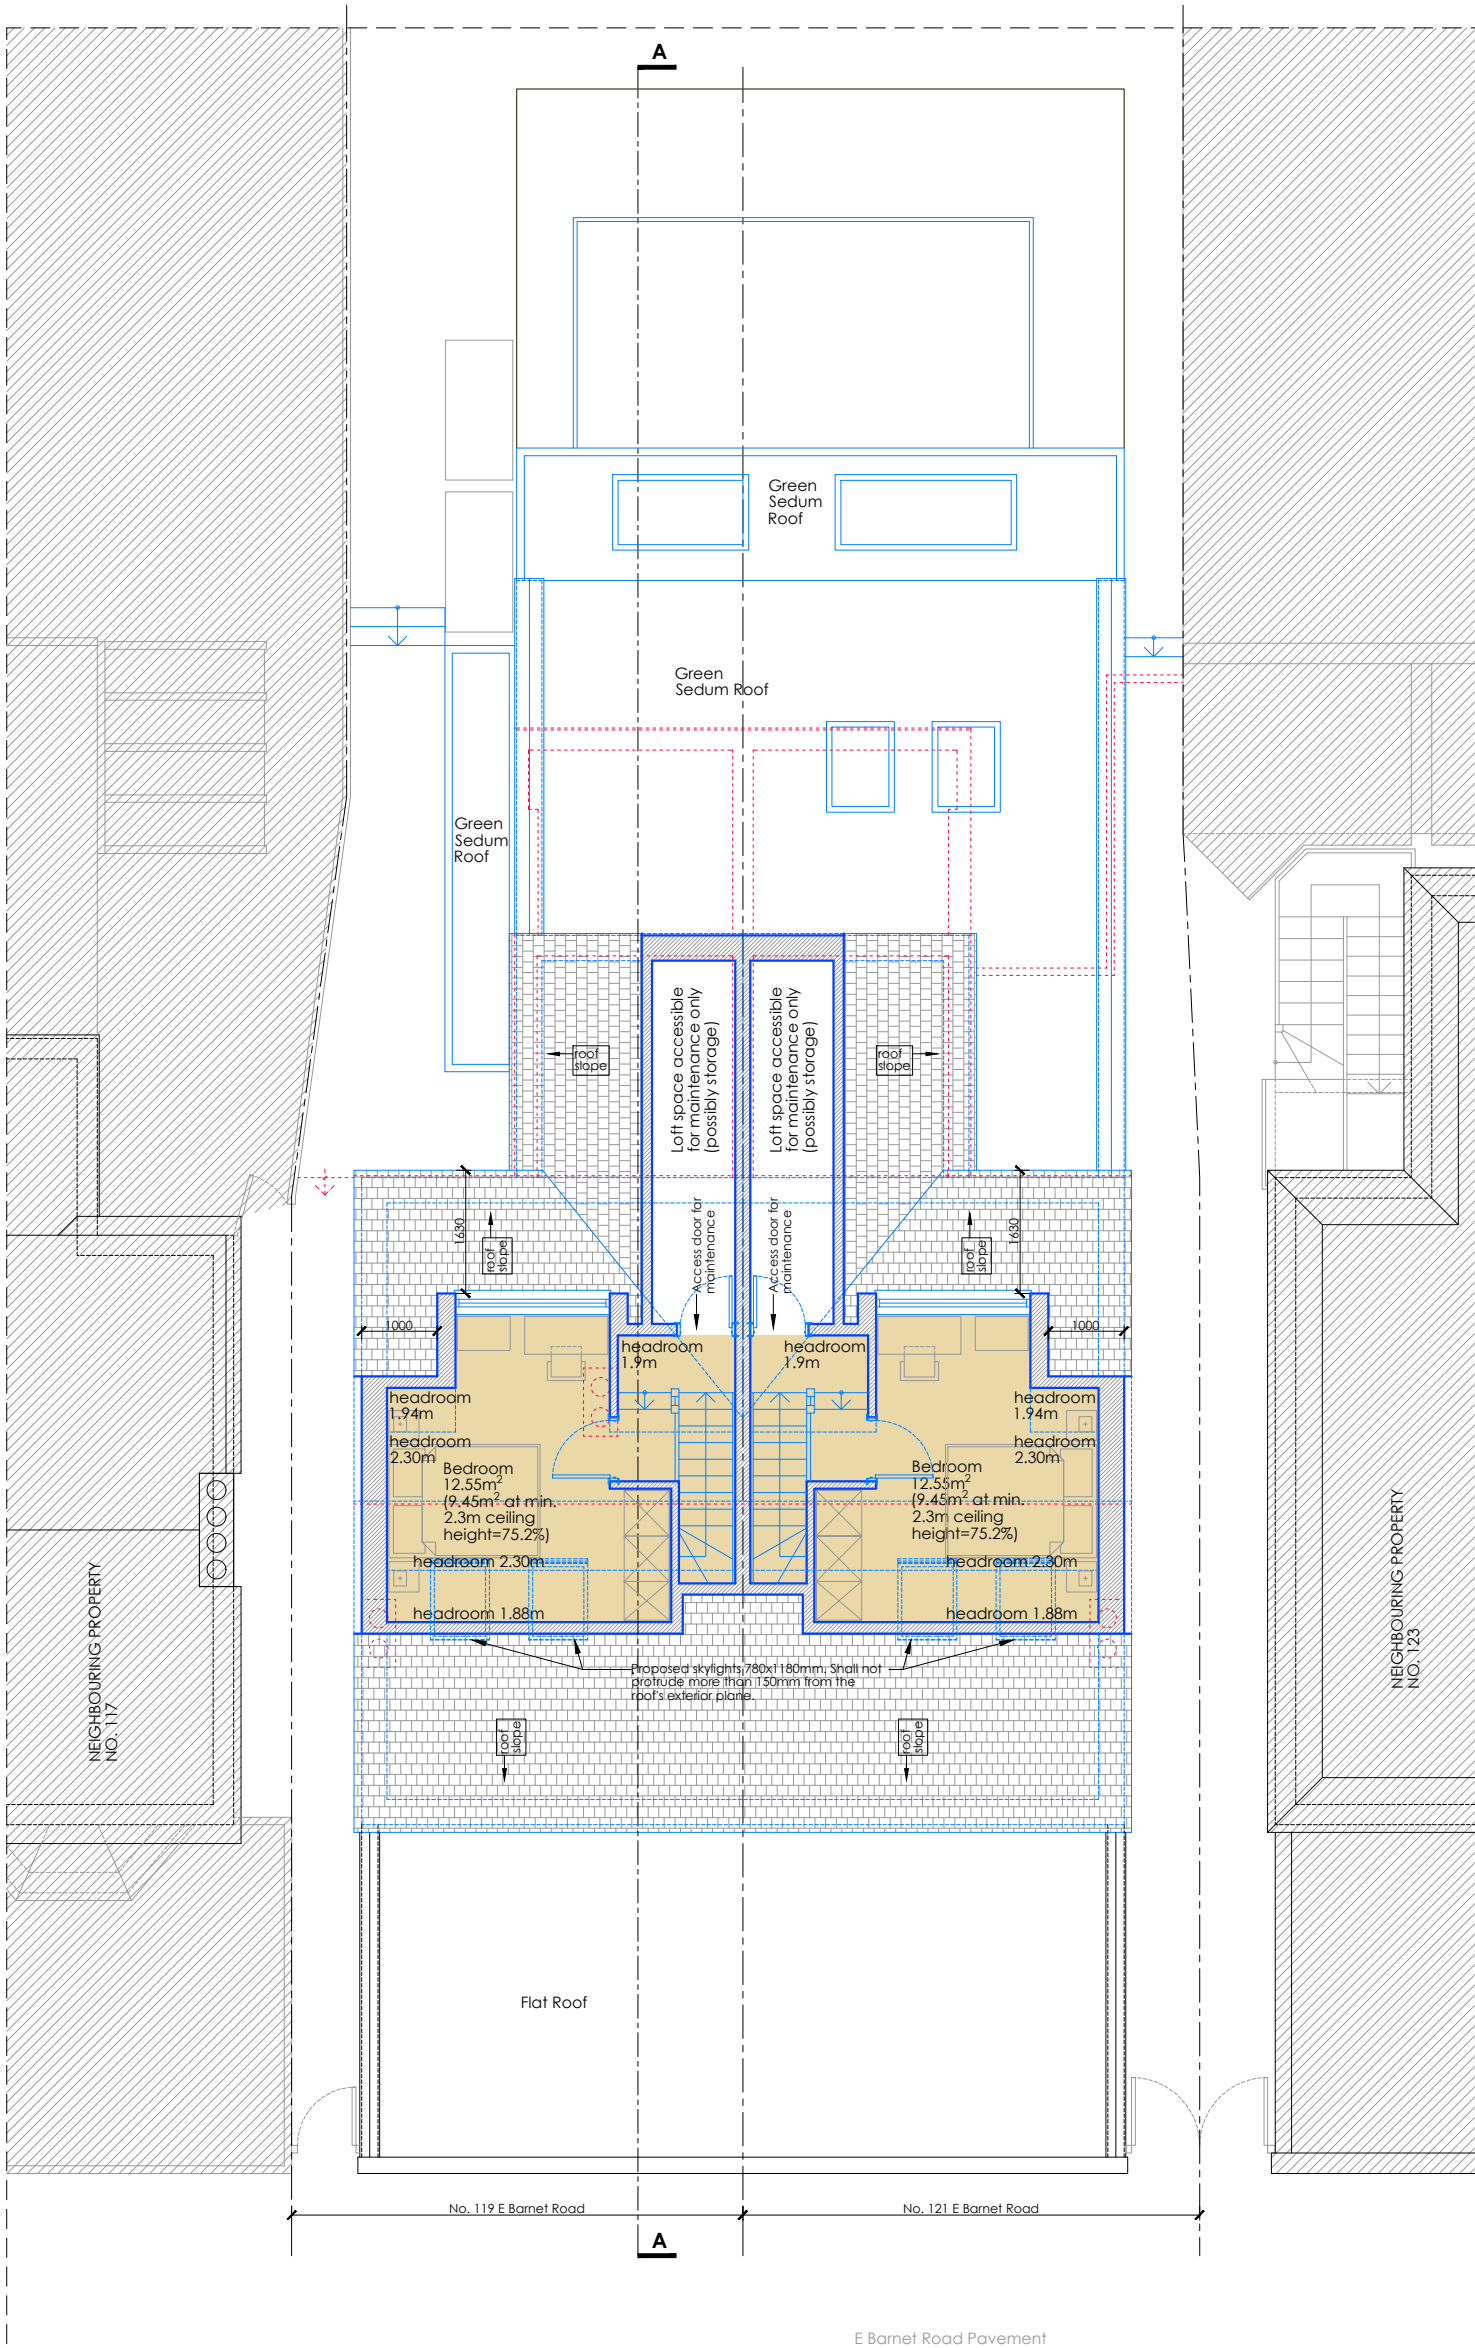 A
Green
Sedum
Roof
Green
Sedum Roof
Green
Sedum
Roof
Loft space accessible
for maintenance only
(possibly storage)
Loft space accessible
for maintenance only
(possibly storage)
roof
slope
roof
slope
Access door for
maintenance
Access door for
maintenance
1630
1630
roof
slope
roof
slope
1000
1000
headroom
1.9m
headroom
1.9m
headroom
1.94m
headroom
1.94m
headroom
2.30m
headroom
2.30m
Bedroom
12.55m²
(9.45m² at min.
2.3m ceiling
height=75.2%)
Bedroom
12.55m²
(9.45m² at min.
2.3m ceiling
height=75.2%)
headroom 2.30m
headroom 2.30m
headroom 1.88m
headroom 1.88m
Proposed skylights 780x1180mm. Shall not
protrude more than 150mm from the
roof's exterior plane.
NEIGHBOURING PROPERTY
NO. 117
NEIGHBOURING PROPERTY
NO. 123
roof
slope
roof
slope
Flat Roof
No. 119 E Barnet Road
No. 121 E Barnet Road
A
E Barnet Road Pavement